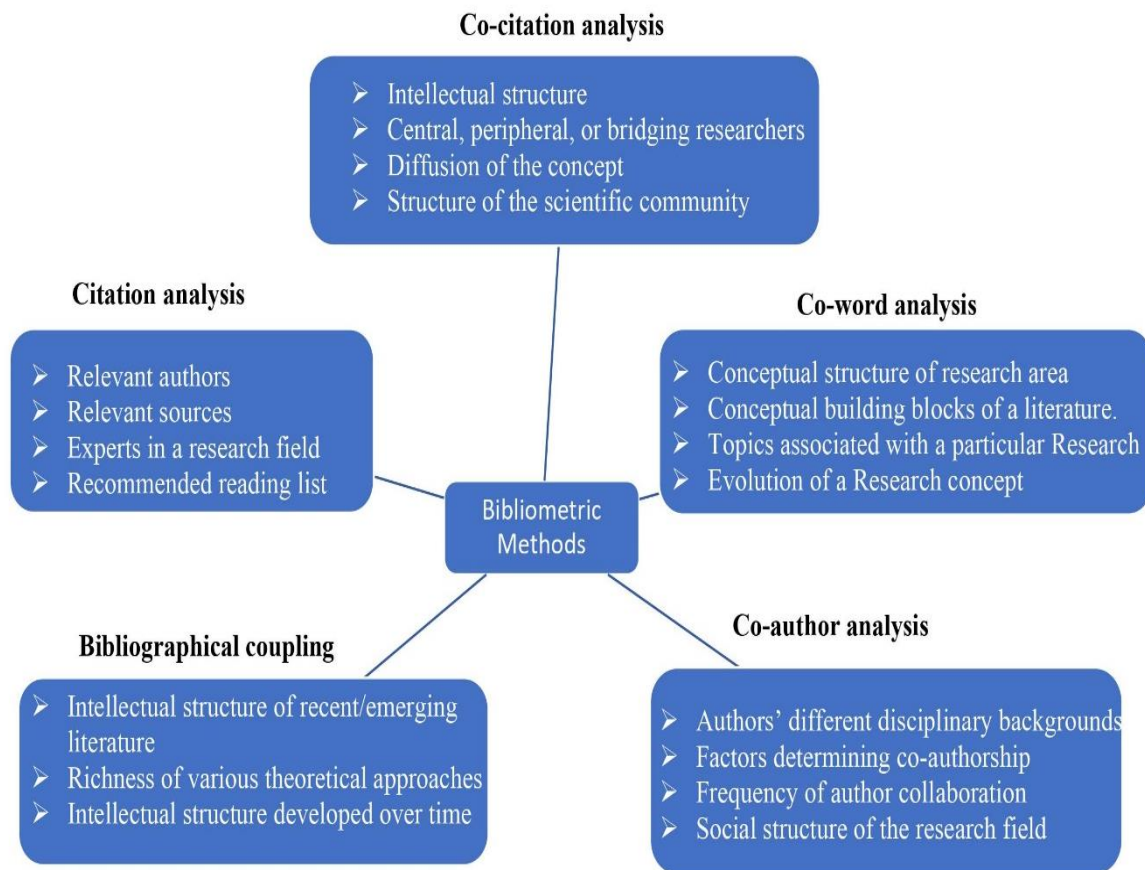 Co-citation analysis
➢ Intellectual structure
➢ Central, peripheral, or bridging researchers
➢ Diffusion of the concept
➢ Structure of the scientific community
Citation analysis
➢ Relevant authors
➢ Relevant sources
➢ Experts in a research field
➢ Recommended reading list
Co-word analysis
➢ Conceptual structure of research area
➢ Conceptual building blocks of a literature.
➢ Topics associated with a particular Research
➢ Evolution of a Research concept
Bibliometric
Methods
Bibliographical coupling
➢ Intellectual structure of recent/emerging
literature
➢ Richness of various theoretical approaches
➢ Intellectual structure developed over time
Co-author analysis
➢ Authors’ different disciplinary backgrounds
➢ Factors determining co-authorship
➢ Frequency of author collaboration
➢ Social structure of the research field